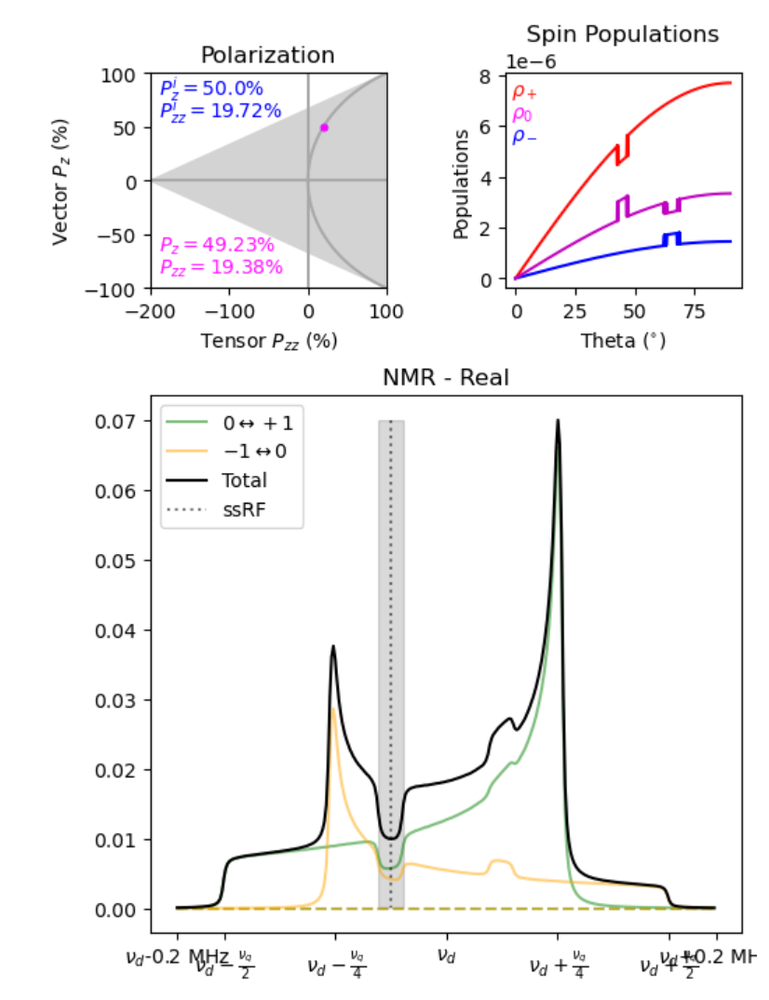 Polarization
100
50
0
−50
−100
Vector P_z (%)
P_z^i = 50.0%
P_zz^i = 19.72%
P_z = 49.23%
P_zz = 19.38%
−200 −100 0 100
Tensor P_zz (%)
Spin Populations
1e−6
8
6
4
2
0
Populations
ρ_+
ρ_0
ρ_−
0 25 50 75
Theta (°)
NMR - Real
0.07
0.06
0.05
0.04
0.03
0.02
0.01
0.00
0 ↔ +1
−1 ↔ 0
Total
ssRF
ν_d-0.2 MHz
ν_d − ν_q/2
ν_d − ν_q/4
ν_d
ν_d + ν_q/4
ν_d + ν_q/2
ν_d+0.2 MH